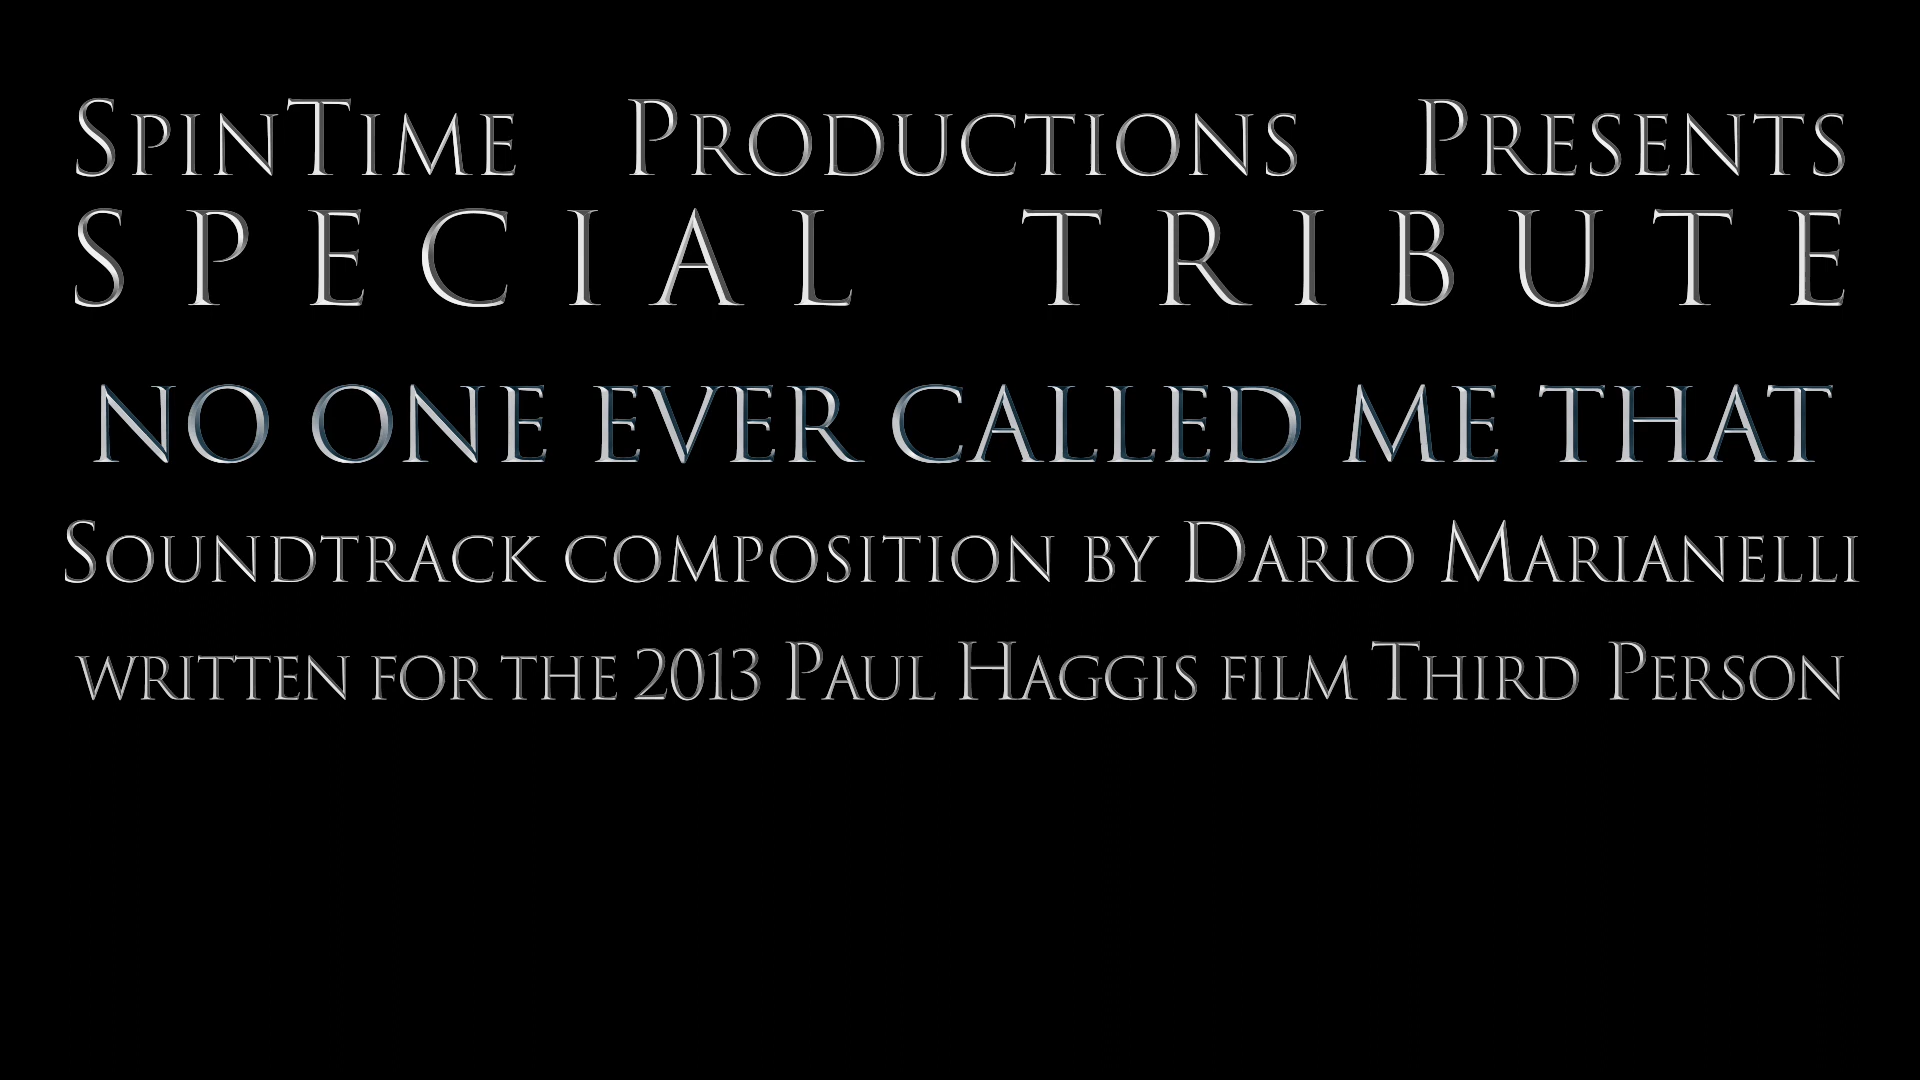 SpinTime Productions Presents
SPECIAL TRIBUTE
NO ONE EVER CALLED ME THAT
Soundtrack composition by Dario Marianelli
written for the 2013 Paul Haggis film Third Person